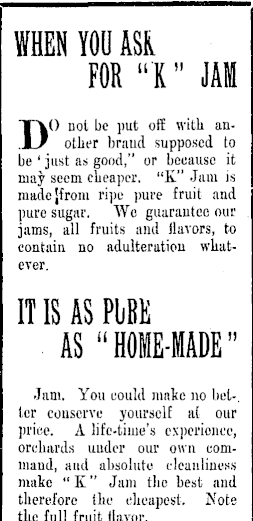 WHEN YOU ASK
FOR "K" JAM
DO not be put off with an-
other brand supposed to
be 'just as good," or because it
may seem cheaper. "K" Jam is
made from ripe pure fruit and
pure sugar. We guarantee our
jams, all fruits and flavors, to
contain no adulteration what-
ever.
IT IS AS PURE
AS "HOME-MADE"
Jam. You could make no bet-
ter conserve yourself at our
price. A life-time's experience,
orchards under our own com-
mand, and absolute cleanliness
make "K" Jam the best and
therefore the cheapest. Note
the full fruit flavor.